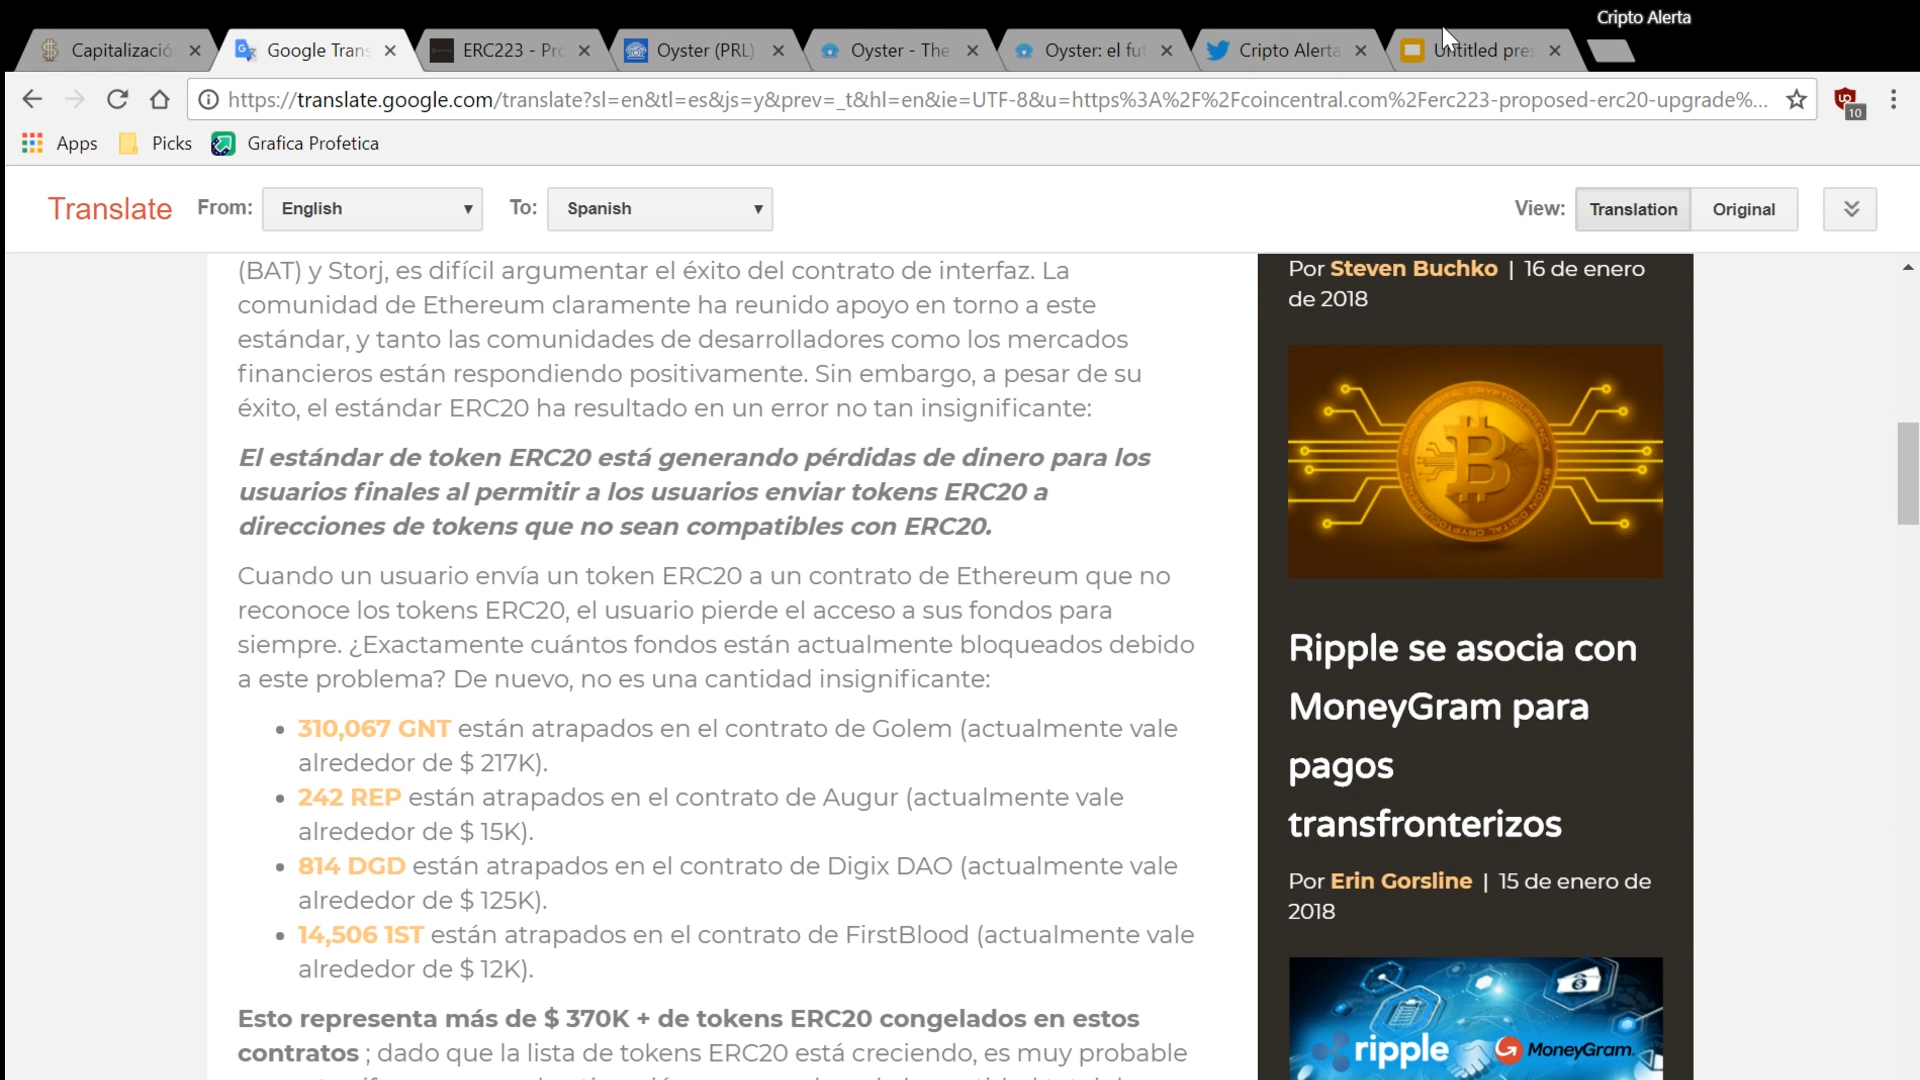 Cripto Alerta
Capitalizació
Google Trans
ERC223 - Pro
Oyster (PRL)
Oyster - The
Oyster: el fut
Cripto Alerta
Untitled pres
https://translate.google.com/translate?sl=en&tl=es&js=y&prev=_t&hl=en&ie=UTF-8&u=https%3A%2F%2Fcoincentral.com%2Ferc223-proposed-erc20-upgrade%...
10
Apps
Picks
Grafica Profetica
Translate
From:
English
To:
Spanish
View:
Translation
Original
(BAT) y Storj, es difícil argumentar el éxito del contrato de interfaz. La
comunidad de Ethereum claramente ha reunido apoyo en torno a este
estándar, y tanto las comunidades de desarrolladores como los mercados
financieros están respondiendo positivamente. Sin embargo, a pesar de su
éxito, el estándar ERC20 ha resultado en un error no tan insignificante:
El estándar de token ERC20 está generando pérdidas de dinero para los
usuarios finales al permitir a los usuarios enviar tokens ERC20 a
direcciones de tokens que no sean compatibles con ERC20.
Cuando un usuario envía un token ERC20 a un contrato de Ethereum que no
reconoce los tokens ERC20, el usuario pierde el acceso a sus fondos para
siempre. ¿Exactamente cuántos fondos están actualmente bloqueados debido
a este problema? De nuevo, no es una cantidad insignificante:
310,067 GNT están atrapados en el contrato de Golem (actualmente vale
alrededor de $ 217K).
242 REP están atrapados en el contrato de Augur (actualmente vale
alrededor de $ 15K).
814 DGD están atrapados en el contrato de Digix DAO (actualmente vale
alrededor de $ 125K).
14,506 1ST están atrapados en el contrato de FirstBlood (actualmente vale
alrededor de $ 12K).
Esto representa más de $ 370K + de tokens ERC20 congelados en estos
contratos ; dado que la lista de tokens ERC20 está creciendo, es muy probable
Por Steven Buchko | 16 de enero
de 2018
Ripple se asocia con
MoneyGram para
pagos
transfronterizos
Por Erin Gorsline | 15 de enero de
2018
ripple
MoneyGram.